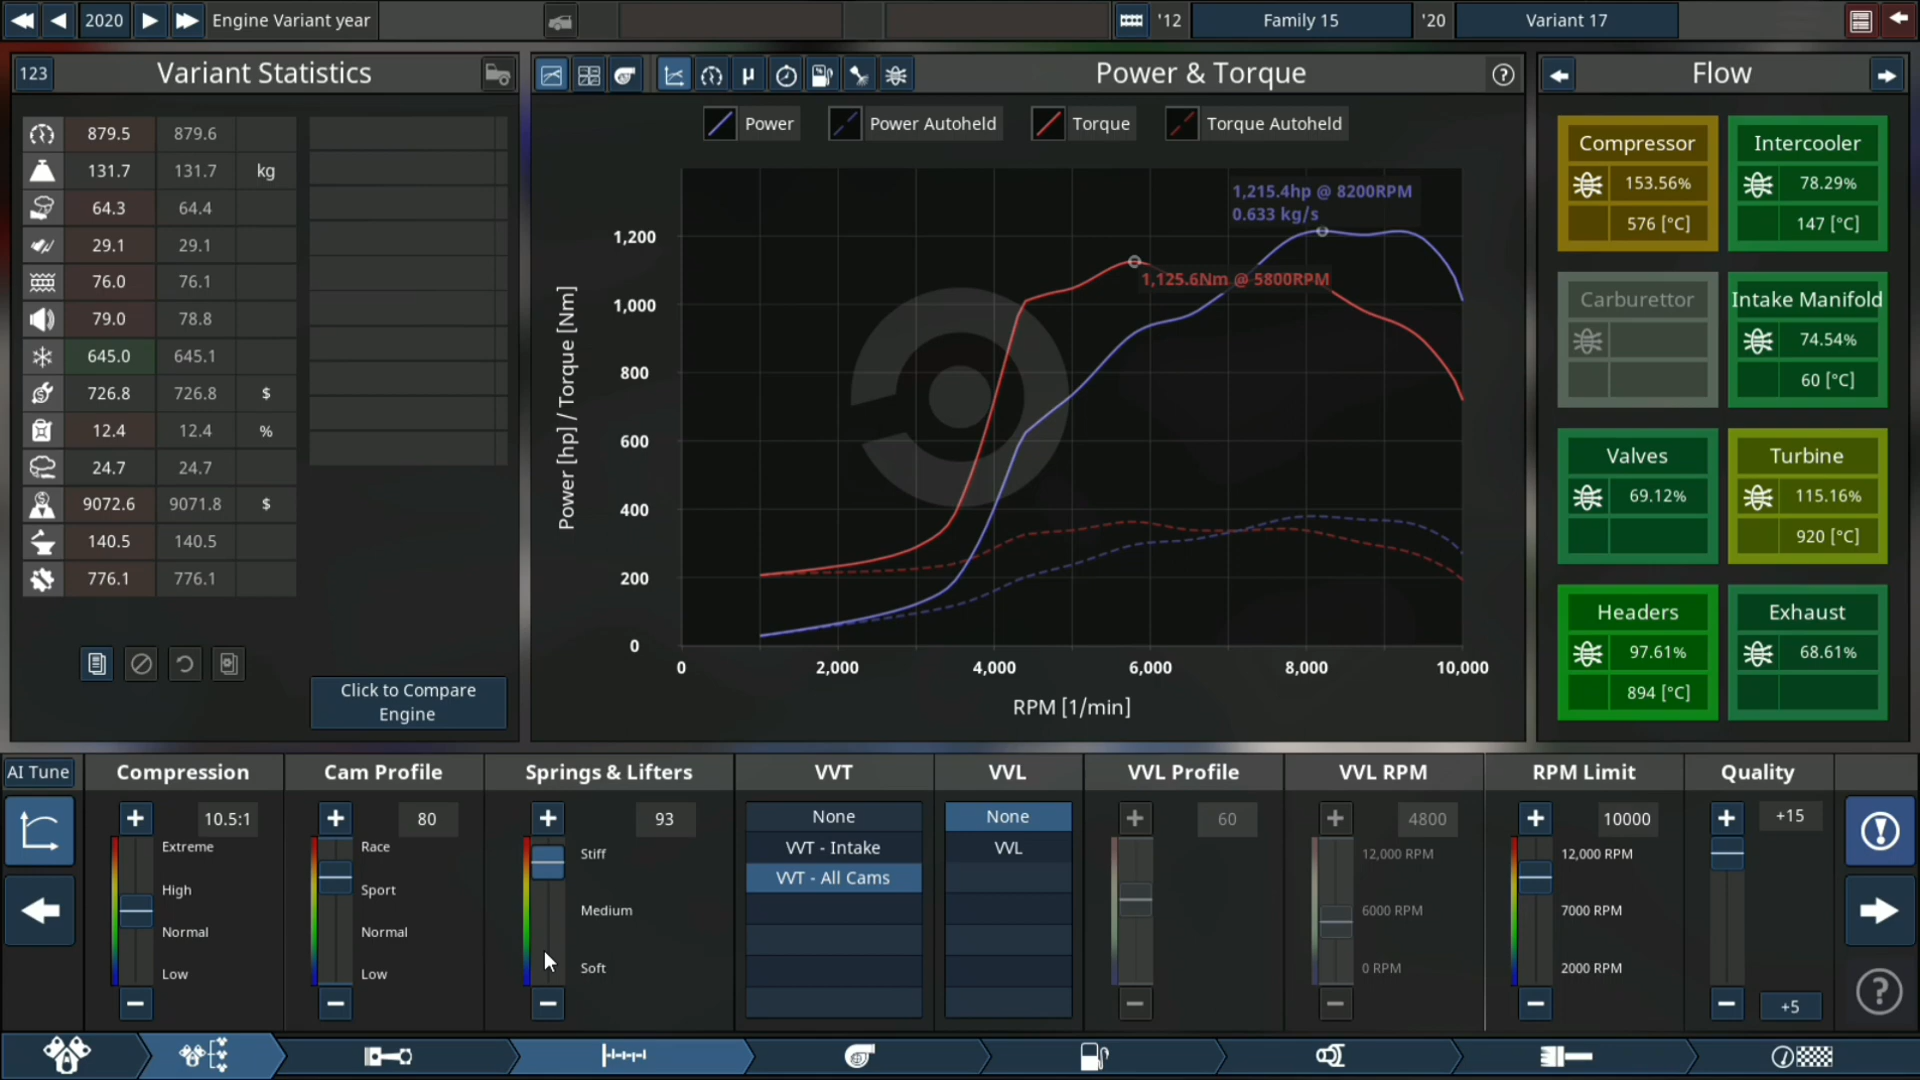 2020
Engine Variant year
'12
Family 15
'20
Variant 17
123
Variant Statistics
879.5 879.6
131.7 131.7 kg
64.3 64.4
29.1 29.1
76.0 76.1
79.0 78.8
645.0 645.1
726.8 726.8 $
12.4 12.4 %
24.7 24.7
9072.6 9071.8 $
140.5 140.5
776.1 776.1
Click to Compare
Engine
µ
Power & Torque
?
Power
Power Autoheld
Torque
Torque Autoheld
1,215.4hp @ 8200RPM
0.633 kg/s
1,125.6Nm @ 5800RPM
Power [hp] / Torque [Nm]
1,200
1,000
800
600
400
200
0
0 2,000 4,000 6,000 8,000 10,000
RPM [1/min]
Flow
Compressor
153.56%
576 [°C]
Intercooler
78.29%
147 [°C]
Carburettor
Intake Manifold
74.54%
60 [°C]
Valves
69.12%
Turbine
115.16%
920 [°C]
Headers
97.61%
894 [°C]
Exhaust
68.61%
AI Tune
Compression
+ 10.5:1
Extreme
High
Normal
Low
−
Cam Profile
+ 80
Race
Sport
Normal
Low
−
Springs & Lifters
+ 93
Stiff
Medium
Soft
−
VVT
None
VVT - Intake
VVT - All Cams
VVL
None
VVL
VVL Profile
+ 60
−
VVL RPM
+ 4800
12,000 RPM
6000 RPM
0 RPM
−
RPM Limit
+ 10000
12,000 RPM
7000 RPM
2000 RPM
−
Quality
+ +15
− +5
?